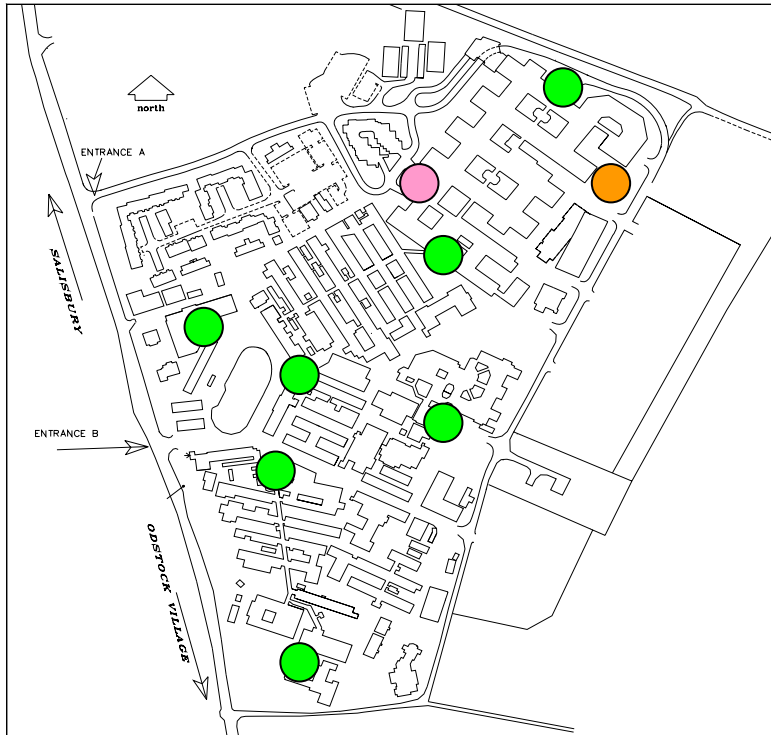 north
ENTRANCE A
SALISBURY
ENTRANCE B
ODSTOCK VILLAGE